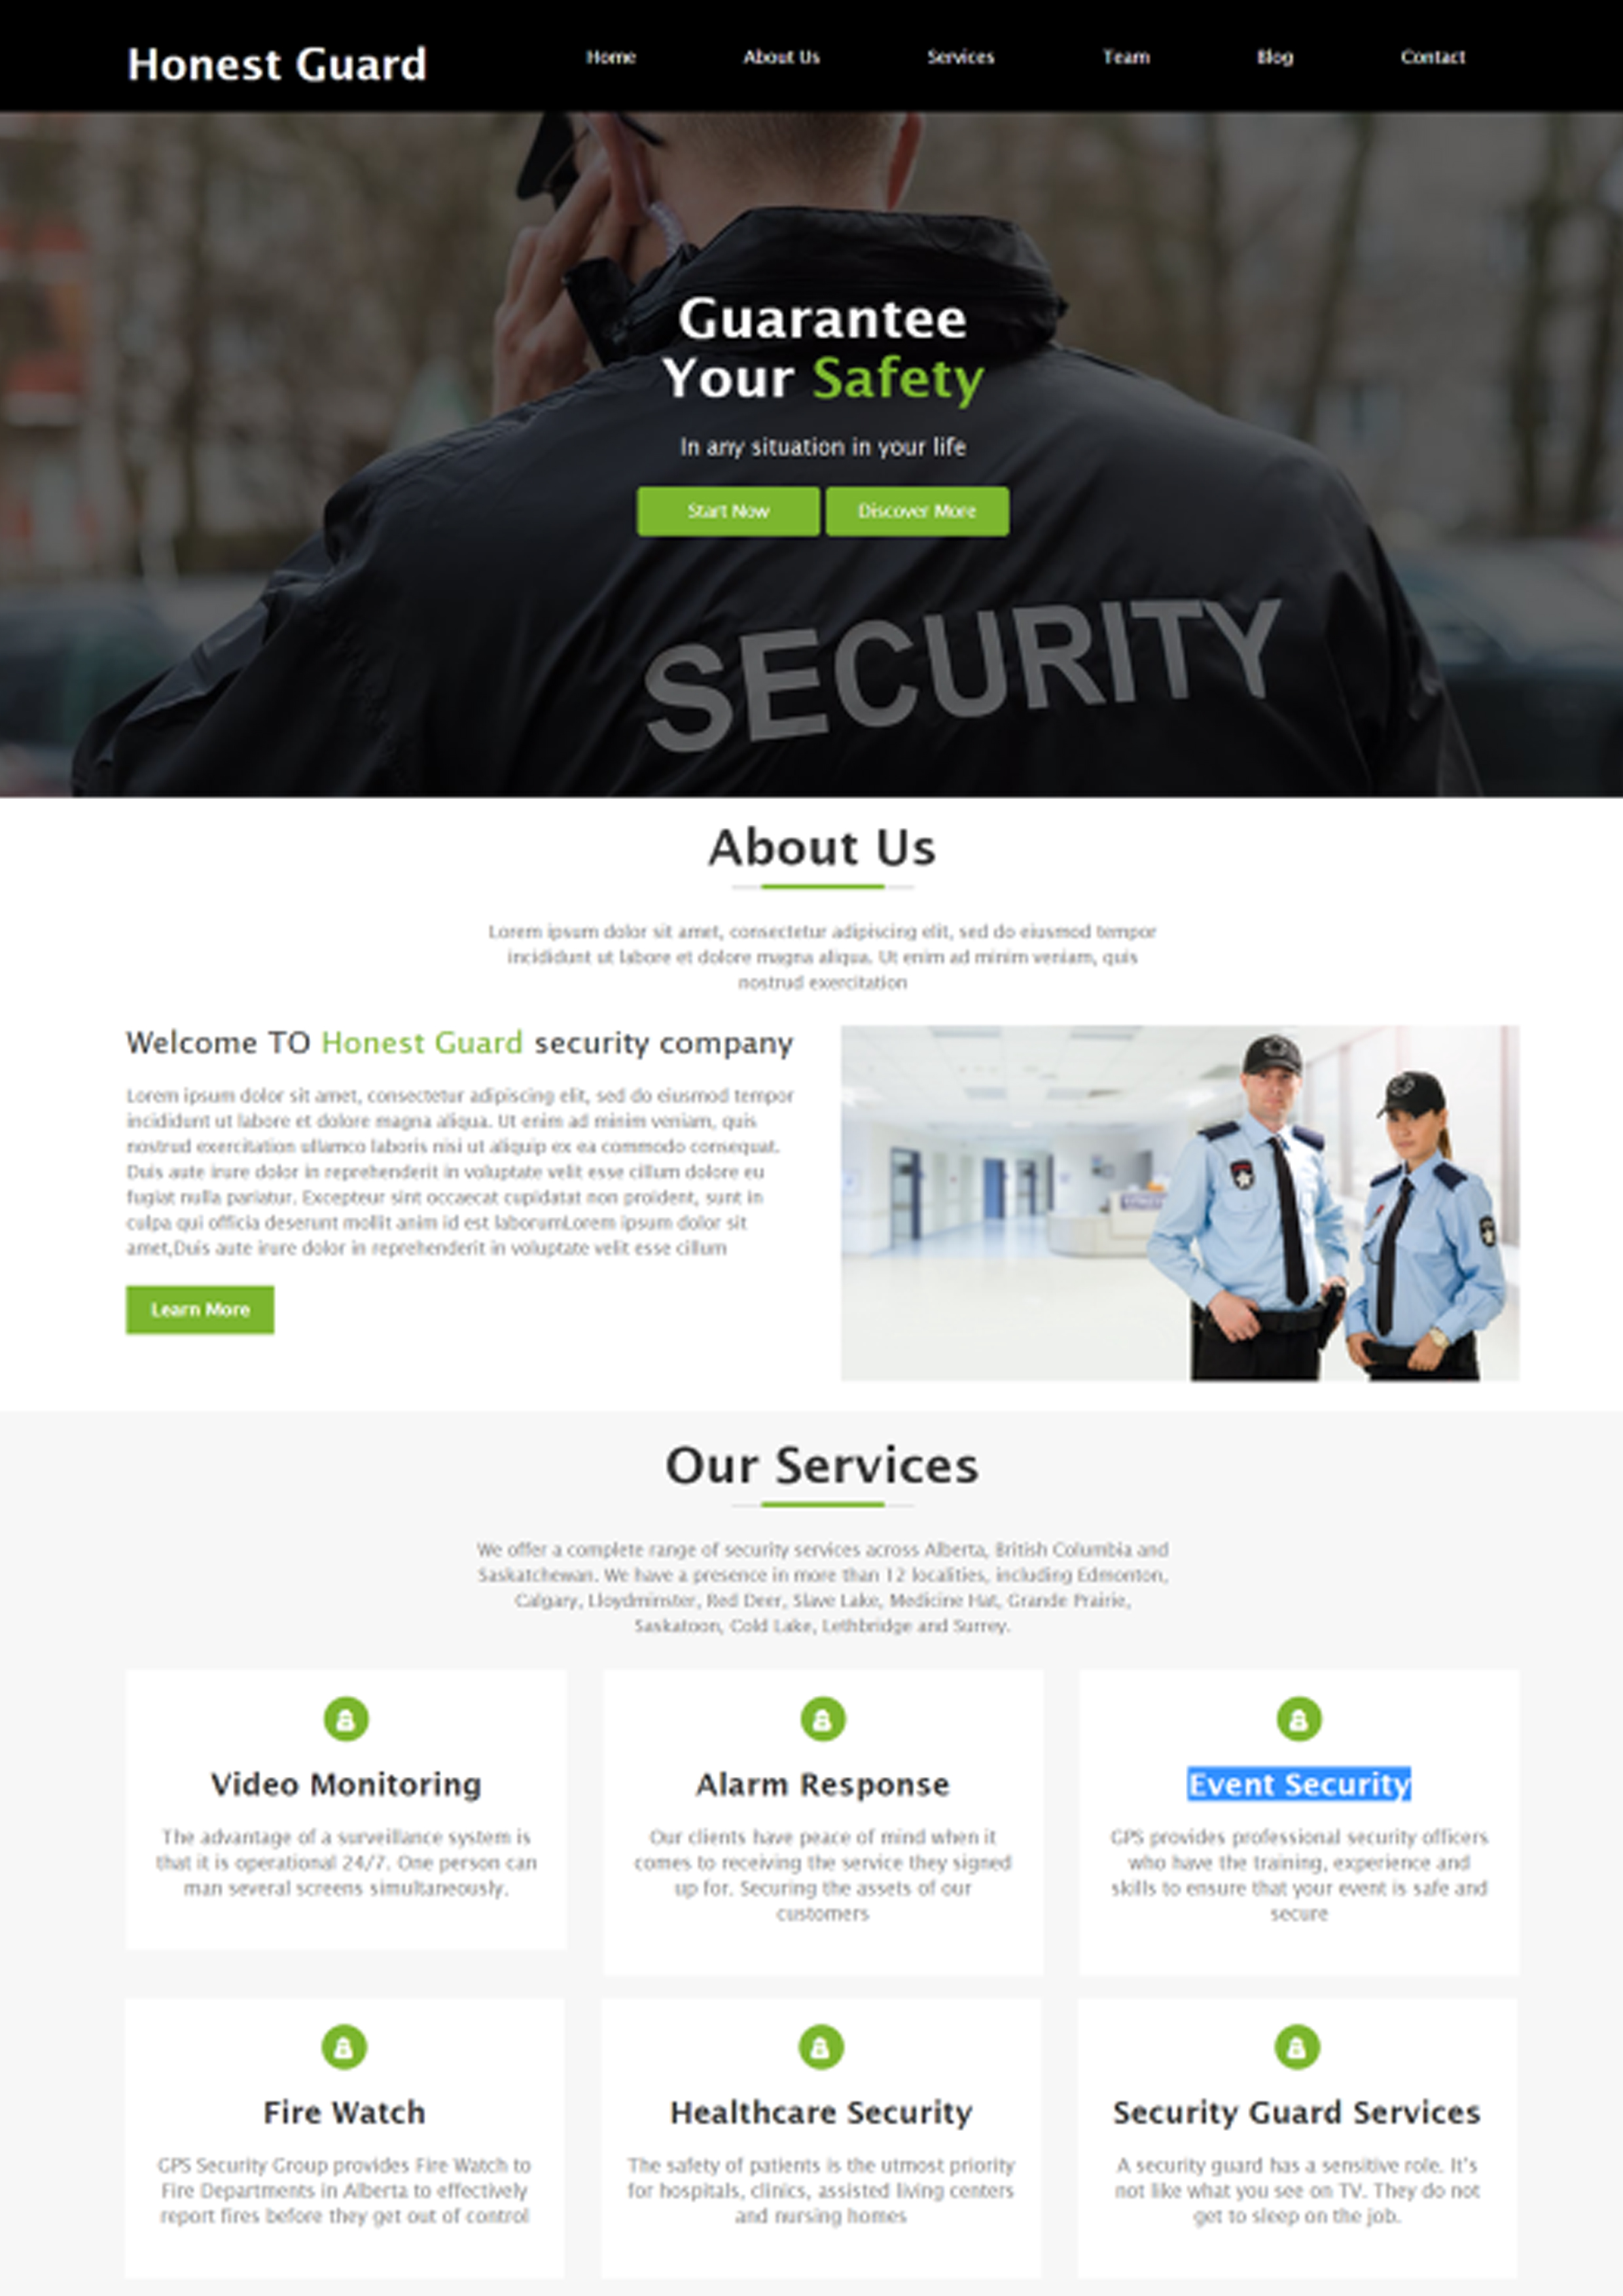 Honest Guard
Home About Us Services Team Blog Contact
Guarantee
Your Safety
In any situation in your life
Start Now Discover More
SECURITY
About Us
Lorem ipsum dolor sit amet, consectetur adipiscing elit, sed do eiusmod tempor
incididunt ut labore et dolore magna aliqua. Ut enim ad minim veniam, quis
nostrud exercitation
Welcome TO Honest Guard security company
Lorem ipsum dolor sit amet, consectetur adipiscing elit, sed do eiusmod tempor
incididunt ut labore et dolore magna aliqua. Ut enim ad minim veniam, quis
nostrud exercitation ullamco laboris nisi ut aliquip ex ea commodo consequat.
Duis aute irure dolor in reprehenderit in voluptate velit esse cillum dolore eu
fugiat nulla pariatur. Excepteur sint occaecat cupidatat non proident, sunt in
culpa qui officia deserunt mollit anim id est laborumLorem ipsum dolor sit
amet,Duis aute irure dolor in reprehenderit in voluptate velit esse cillum
Learn More
Our Services
We offer a complete range of security services across Alberta, British Columbia and
Saskatchewan. We have a presence in more than 12 localities, including Edmonton,
Calgary, Lloydminster, Red Deer, Slave Lake, Medicine Hat, Grande Prairie,
Saskatoon, Cold Lake, Lethbridge and Surrey.
Video Monitoring
The advantage of a surveillance system is
that it is operational 24/7. One person can
man several screens simultaneously.
Alarm Response
Our clients have peace of mind when it
comes to receiving the service they signed
up for. Securing the assets of our
customers
Event Security
GPS provides professional security officers
who have the training, experience and
skills to ensure that your event is safe and
secure
Fire Watch
GPS Security Group provides Fire Watch to
Fire Departments in Alberta to effectively
report fires before they get out of control
Healthcare Security
The safety of patients is the utmost priority
for hospitals, clinics, assisted living centers
and nursing homes
Security Guard Services
A security guard has a sensitive role. It's
not like what you see on TV. They do not
get to sleep on the job.